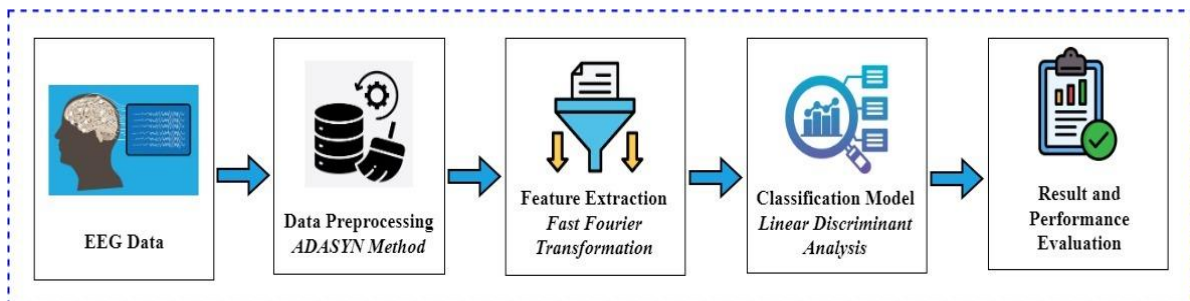 EEG Data
Data Preprocessing
ADASYN Method
Feature Extraction
Fast Fourier
Transformation
Classification Model
Linear Discriminant
Analysis
Result and
Performance
Evaluation